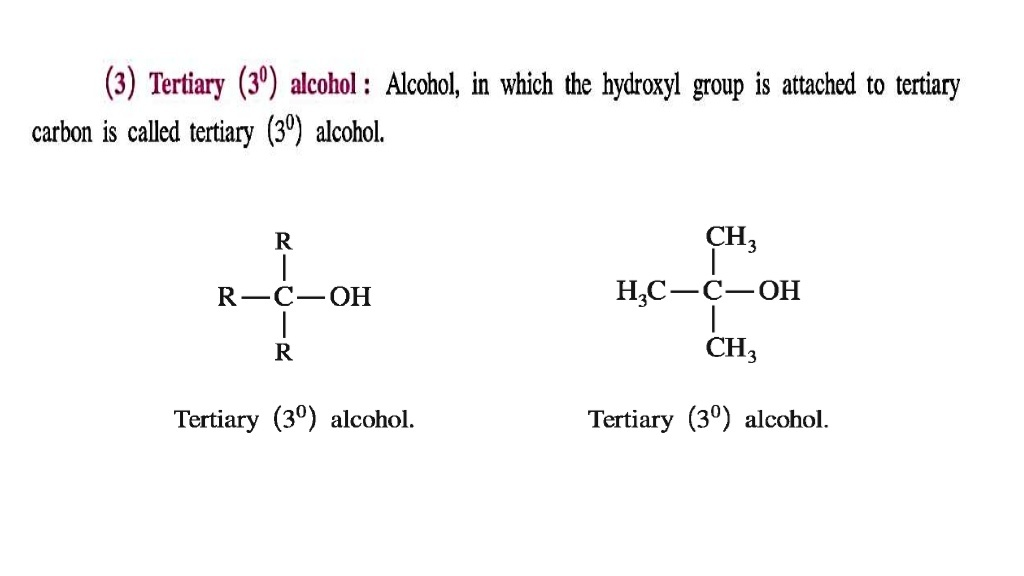 (3) Tertiary (3⁰) alcohol : Alcohol, in which the hydroxyl group is attached to tertiary
carbon is called tertiary (3⁰) alcohol.
R
R—C—OH
R
Tertiary (3⁰) alcohol.
CH₃
H₃C—C—OH
CH₃
Tertiary (3⁰) alcohol.